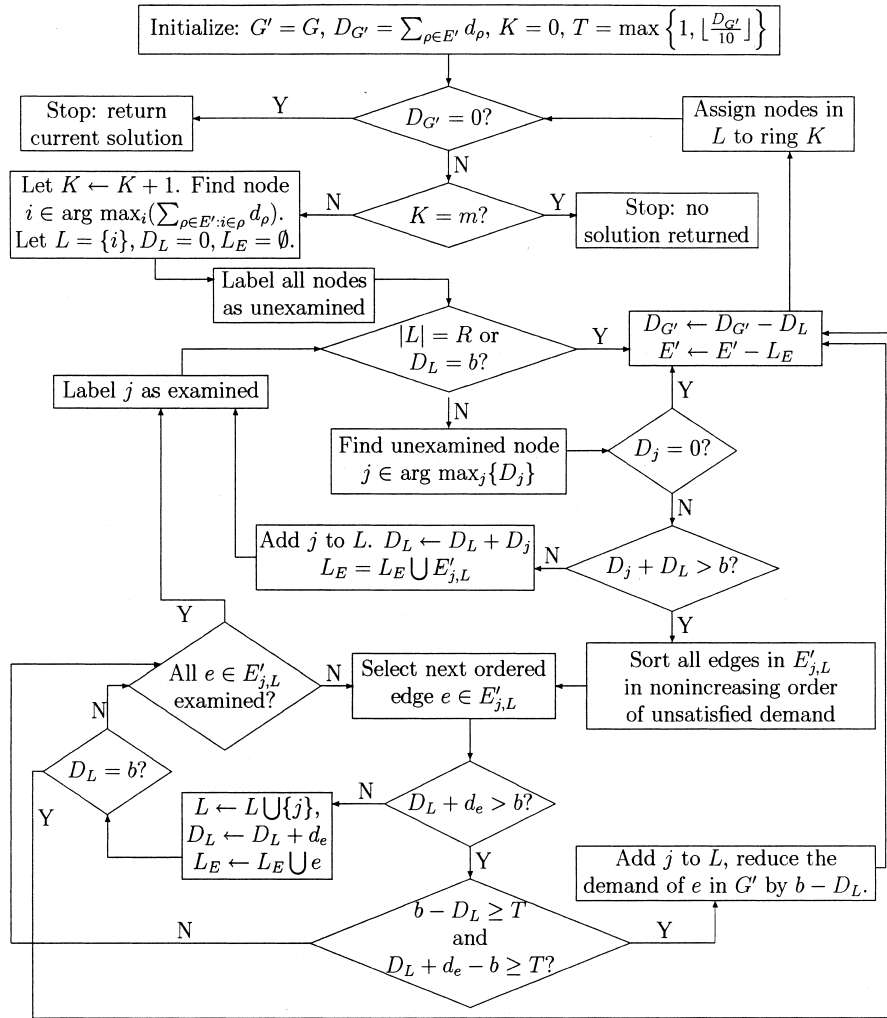 Initialize: G′ = G, D_{G′} = ∑_{ρ∈E′} d_ρ, K = 0, T = max {1, ⌊D_{G′}/10⌋}
Stop: return
current solution
Y
D_{G′} = 0?
Assign nodes in
L to ring K
N
Let K ← K + 1. Find node
i ∈ arg max_i(∑_{ρ∈E′:i∈ρ} d_ρ).
Let L = {i}, D_L = 0, L_E = ∅.
N
K = m?
Y
Stop: no
solution returned
Label all nodes
as unexamined
|L| = R or
D_L = b?
Y
D_{G′} ← D_{G′} − D_L
E′ ← E′ − L_E
Label j as examined
N
Y
Find unexamined node
j ∈ arg max_j{D_j}
D_j = 0?
N
Add j to L. D_L ← D_L + D_j
L_E = L_E ⋃ E′_{j,L}
N
D_j + D_L > b?
Y
Y
All e ∈ E′_{j,L}
examined?
N
Select next ordered
edge e ∈ E′_{j,L}
Sort all edges in E′_{j,L}
in nonincreasing order
of unsatisfied demand
N
D_L = b?
Y
L ← L ⋃{j},
D_L ← D_L + d_e
L_E ← L_E ⋃ e
N
D_L + d_e > b?
Y
Add j to L, reduce the
demand of e in G′ by b − D_L.
N
b − D_L ≥ T
and
D_L + d_e − b ≥ T?
Y